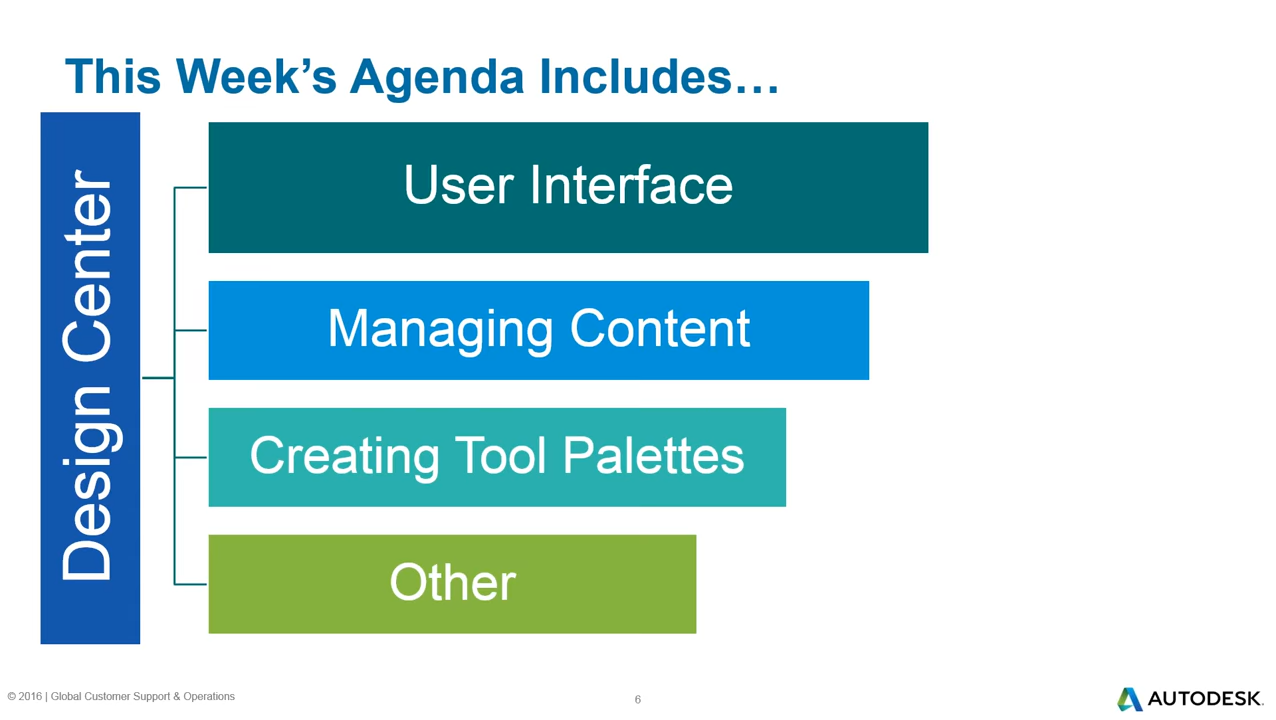 This Week’s Agenda Includes…
Design Center
User Interface
Managing Content
Creating Tool Palettes
Other
© 2016 | Global Customer Support & Operations
6
AUTODESK.